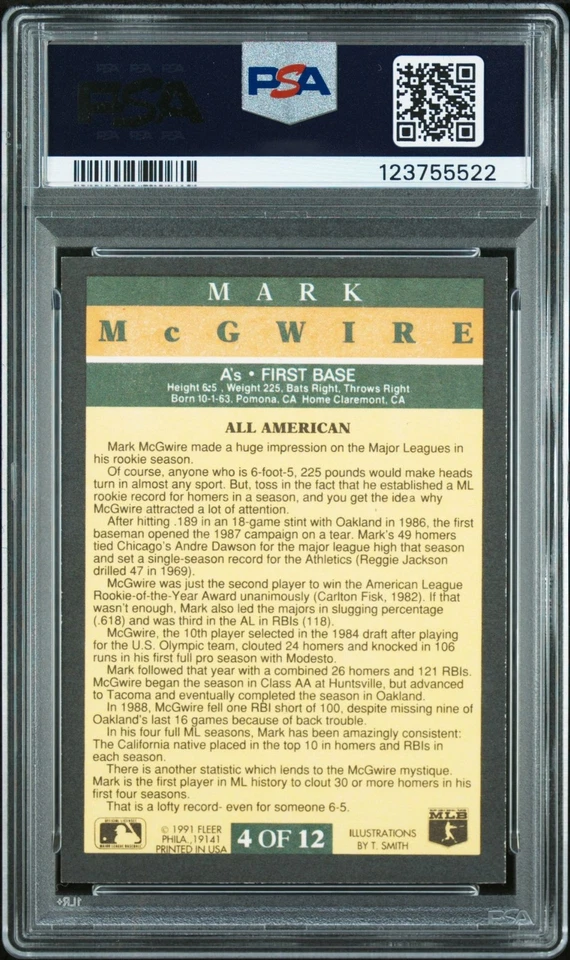 PSA
PSA
123755522
MARK
McGWIRE
A's • FIRST BASE
Height 6:5 , Weight 225, Bats Right, Throws Right
Born 10-1-63, Pomona, CA Home Claremont, CA
ALL AMERICAN
Mark McGwire made a huge impression on the Major Leagues in
his rookie season.
Of course, anyone who is 6-foot-5, 225 pounds would make heads
turn in almost any sport. But, toss in the fact that he established a ML
rookie record for homers in a season, and you get the idea why
McGwire attracted a lot of attention.
After hitting .189 in an 18-game stint with Oakland in 1986, the first
baseman opened the 1987 campaign on a tear. Mark's 49 homers
tied Chicago's Andre Dawson for the major league high that season
and set a single-season record for the Athletics (Reggie Jackson
drilled 47 in 1969).
McGwire was just the second player to win the American League
Rookie-of-the-Year Award unanimously (Carlton Fisk, 1982). If that
wasn't enough, Mark also led the majors in slugging percentage
(.618) and was third in the AL in RBIs (118).
McGwire, the 10th player selected in the 1984 draft after playing
for the U.S. Olympic team, clouted 24 homers and knocked in 106
runs in his first full pro season with Modesto.
Mark followed that year with a combined 26 homers and 121 RBIs.
McGwire began the season in Class AA at Huntsville, but advanced
to Tacoma and eventually completed the season in Oakland.
In 1988, McGwire fell one RBI short of 100, despite missing nine of
Oakland's last 16 games because of back trouble.
In his four full ML seasons, Mark has been amazingly consistent:
The California native placed in the top 10 in homers and RBIs in
each season.
There is another statistic which lends to the McGwire mystique.
Mark is the first player in ML history to clout 30 or more homers in his
first four seasons.
That is a lofty record- even for someone 6-5.
© 1991 FLEER
PHILA., 19141
PRINTED IN USA
4 OF 12
ILLUSTRATIONS
BY T. SMITH
MLB
PSA